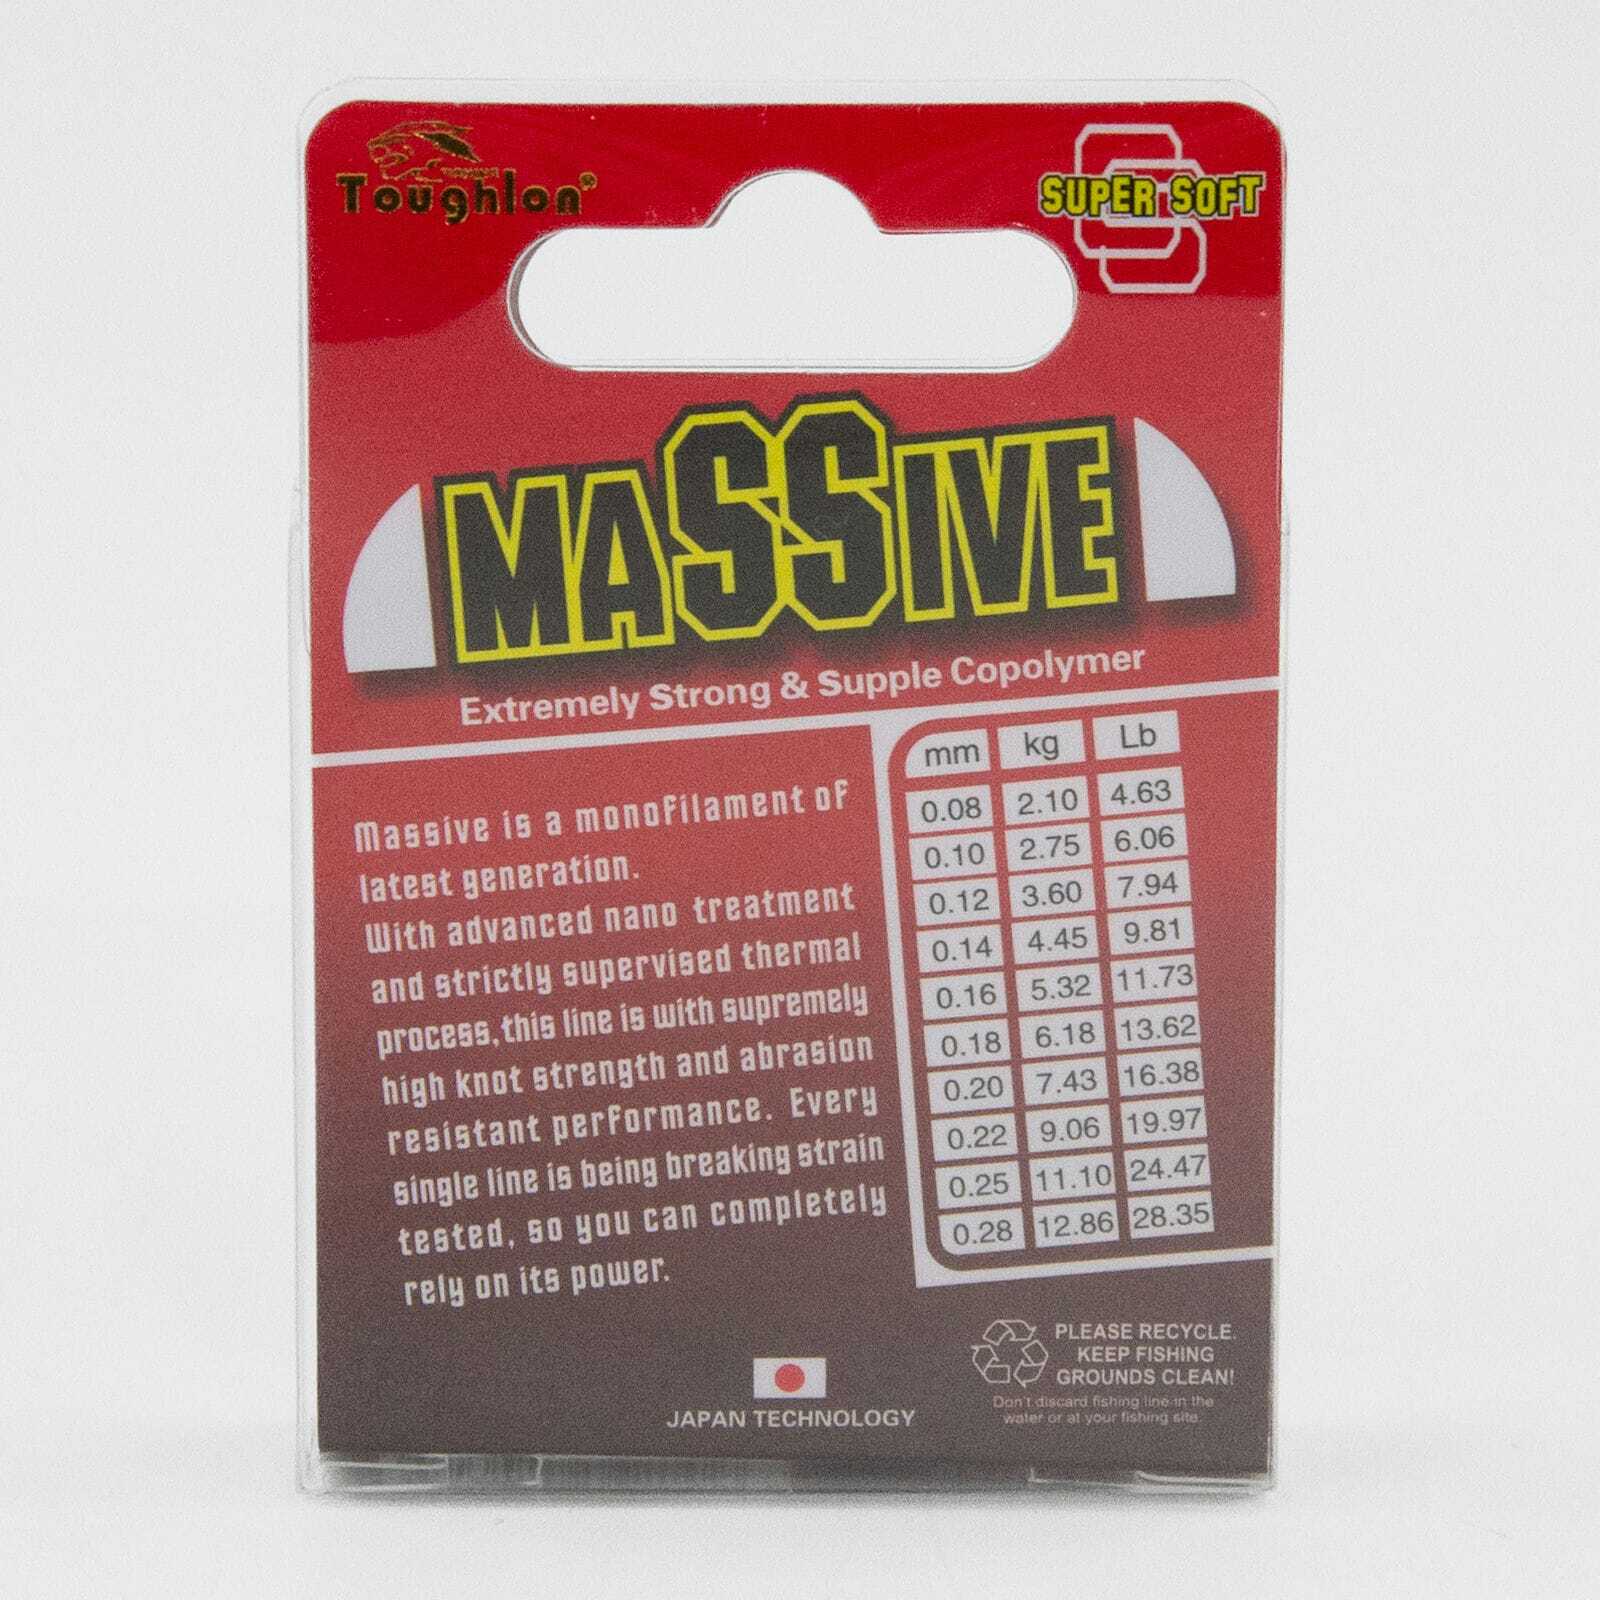 Toughlon®
SUPER SOFT
MASSIVE
Extremely Strong & Supple Copolymer
Massive is a monofilament of
latest generation.
With advanced nano treatment
and strictly supervised thermal
process,this line is with supremely
high knot strength and abrasion
resistant performance. Every
single line is being breaking strain
tested, so you can completely
rely on its power.
mm kg Lb
0.08 2.10 4.63
0.10 2.75 6.06
0.12 3.60 7.94
0.14 4.45 9.81
0.16 5.32 11.73
0.18 6.18 13.62
0.20 7.43 16.38
0.22 9.06 19.97
0.25 11.10 24.47
0.28 12.86 28.35
JAPAN TECHNOLOGY
PLEASE RECYCLE.
KEEP FISHING
GROUNDS CLEAN!
Don't discard fishing line in the
water or at your fishing site.